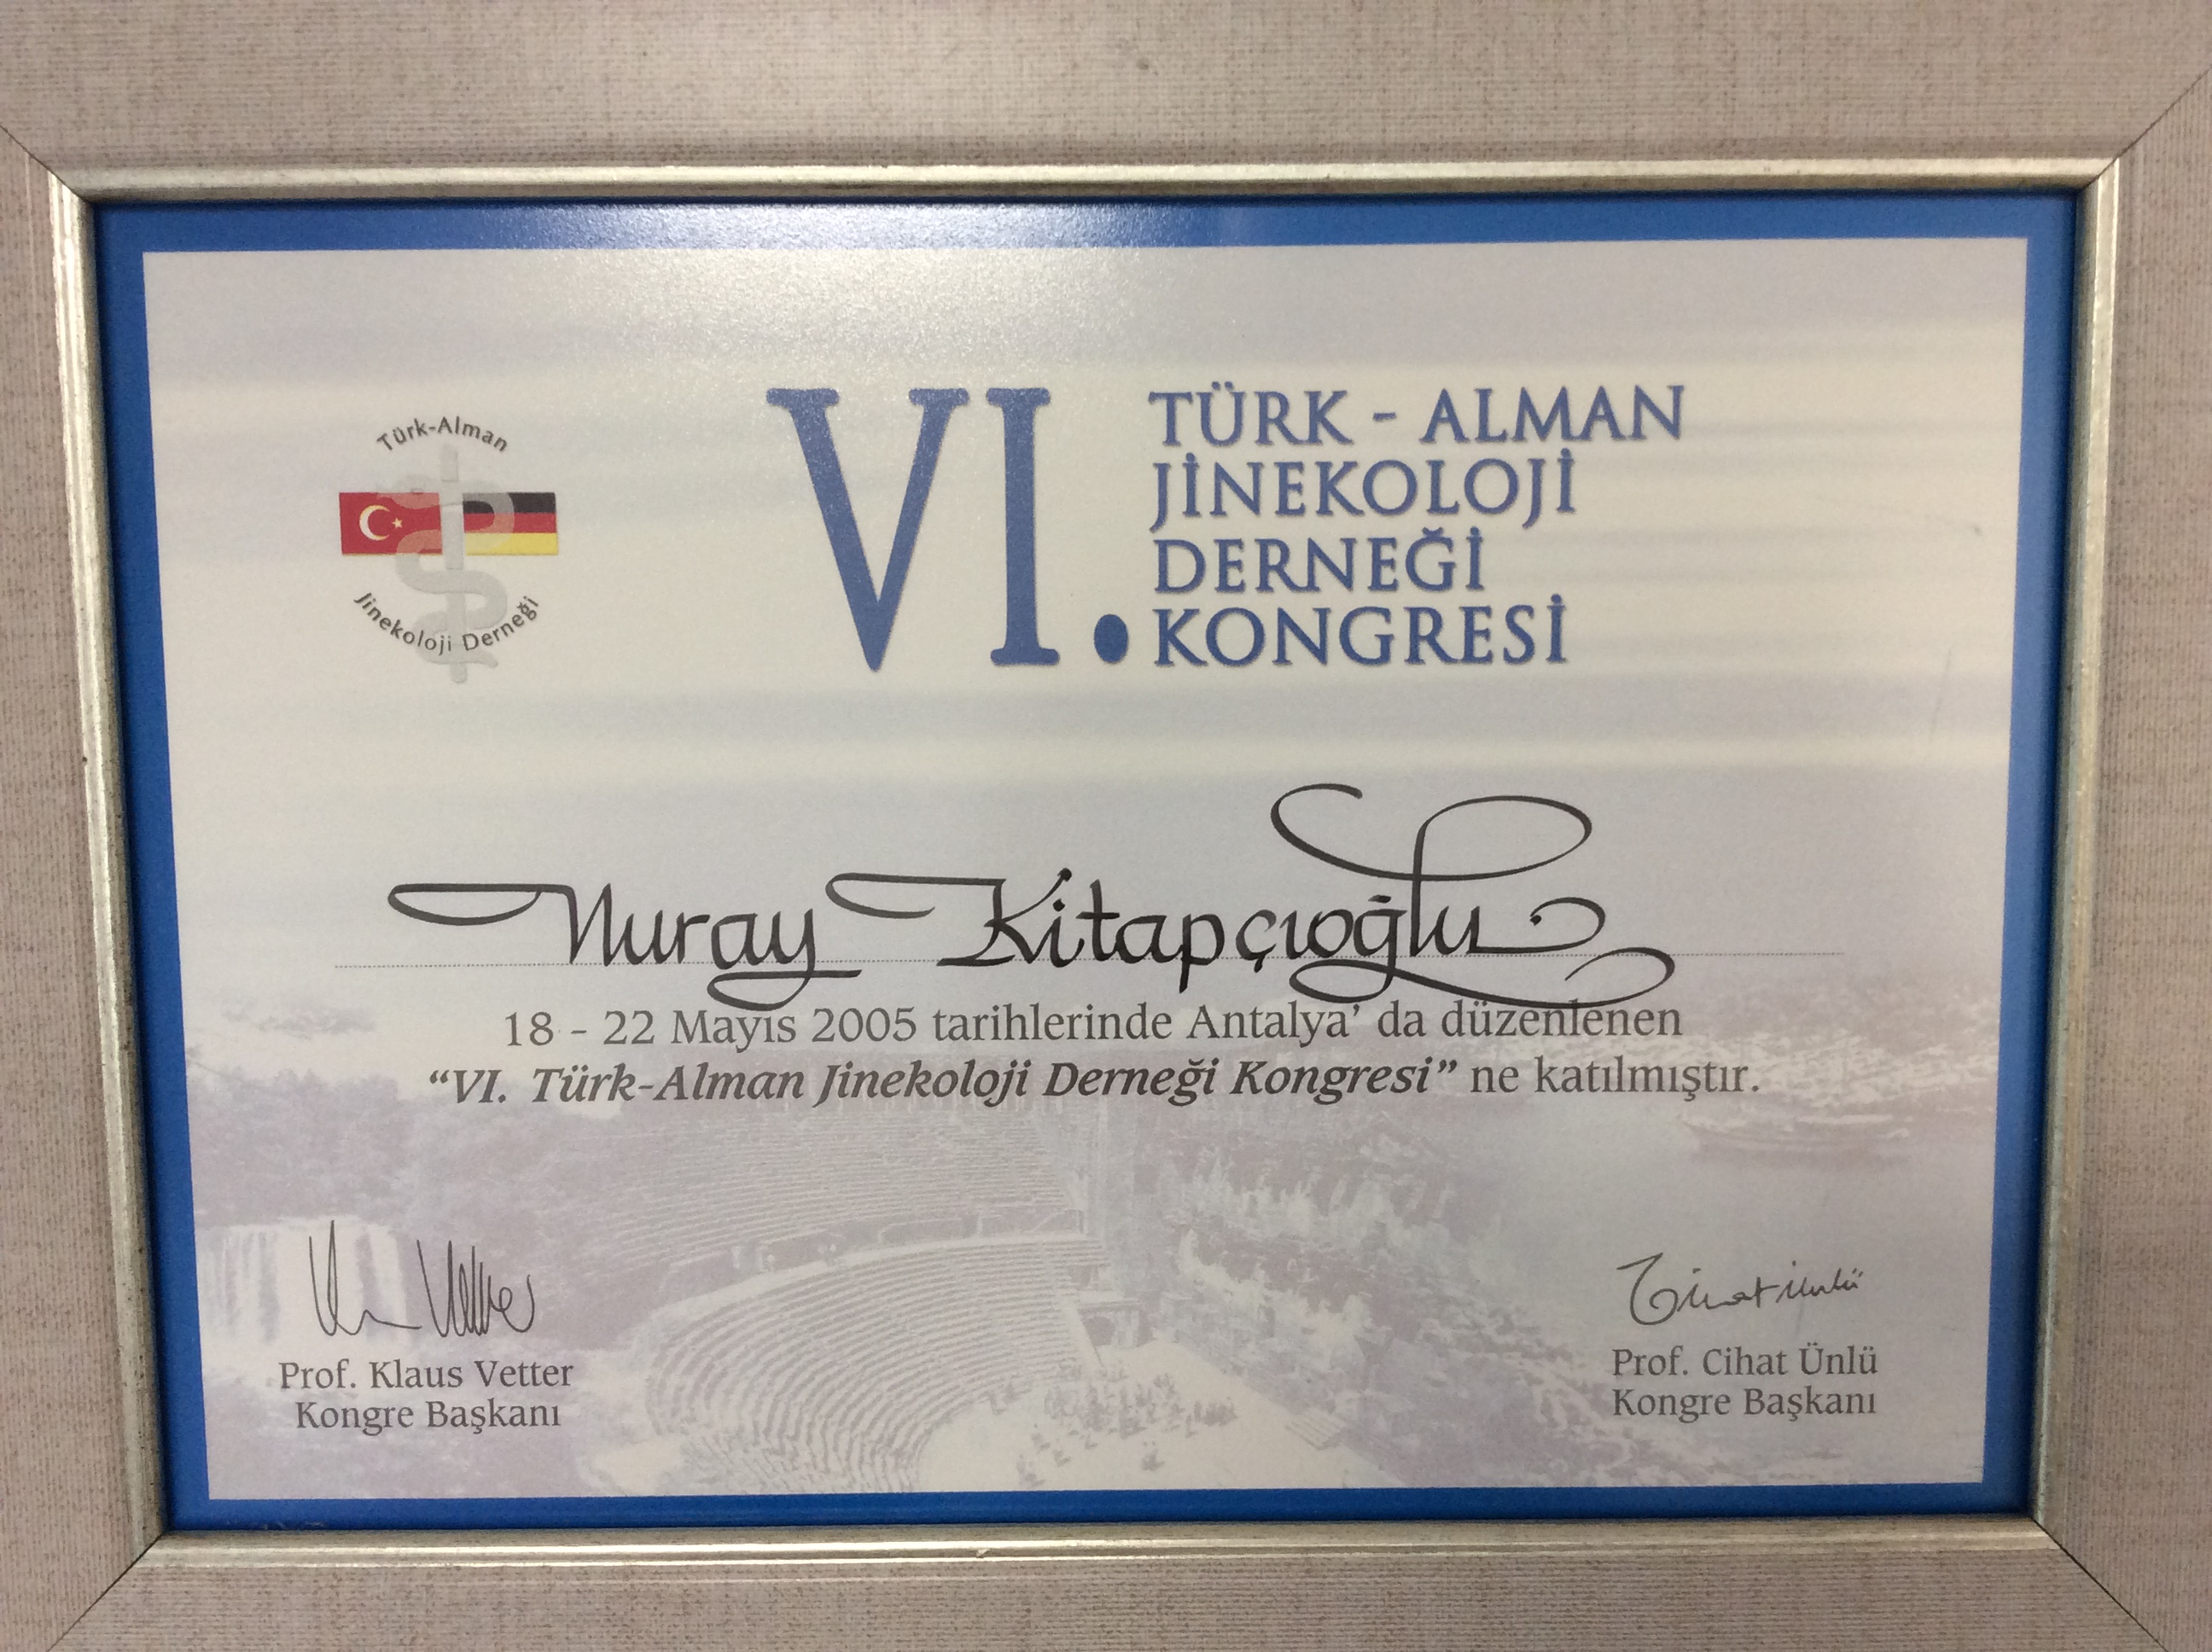 Türk-Alman
Jinekoloji Derneği
VI.
TÜRK - ALMAN
JİNEKOLOJİ
DERNEĞİ
KONGRESİ
Nuray Kitapçıoğlu
18 - 22 Mayıs 2005 tarihlerinde Antalya' da düzenlenen
“VI. Türk-Alman Jinekoloji Derneği Kongresi” ne katılmıştır.
Prof. Klaus Vetter
Kongre Başkanı
Cihat Ünlü
Prof. Cihat Ünlü
Kongre Başkanı